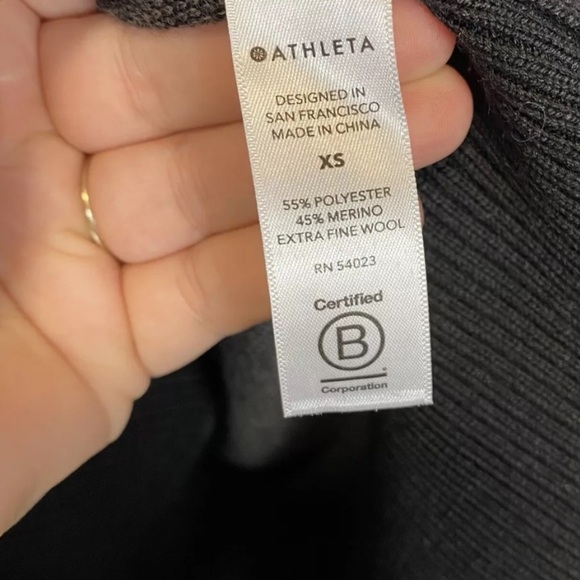 ATHLETA
DESIGNED IN
SAN FRANCISCO
MADE IN CHINA
XS
55% POLYESTER
45% MERINO
EXTRA FINE WOOL
RN 54023
Certified
B
Corporation